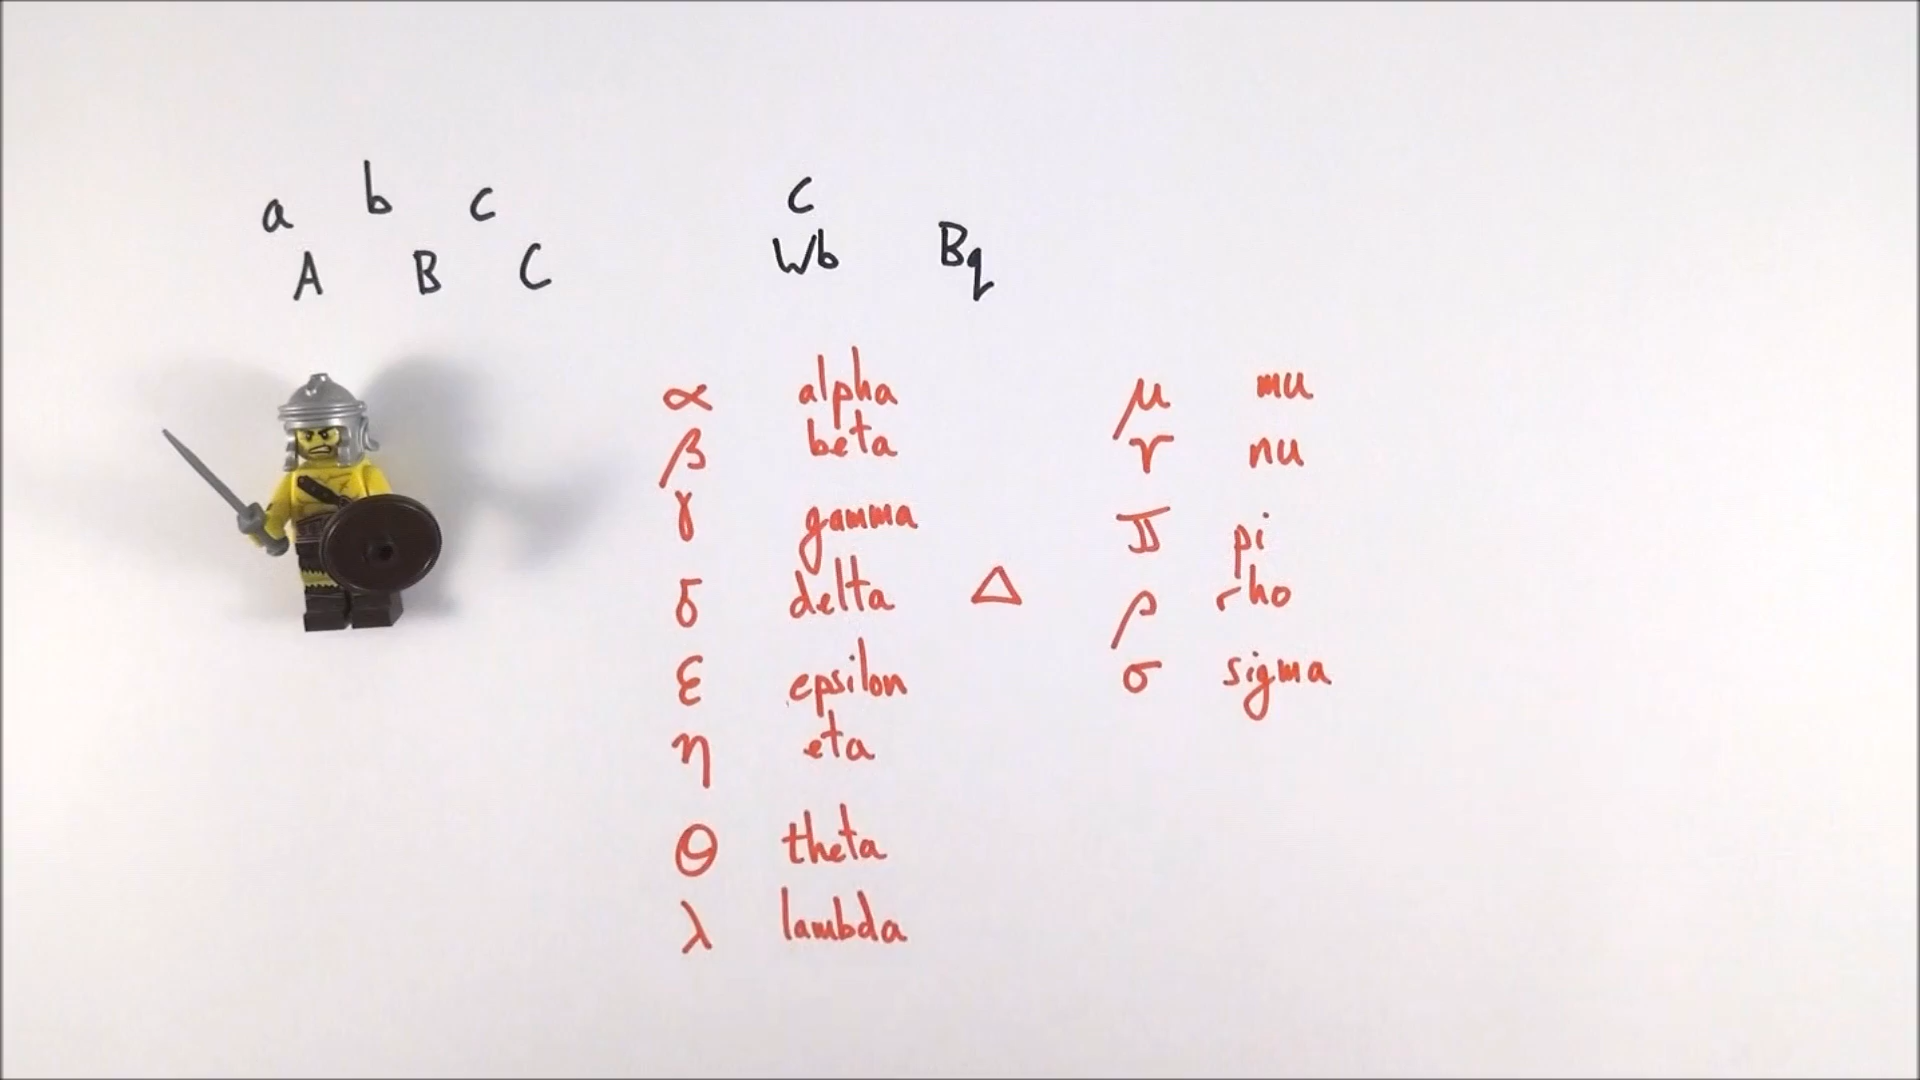 a b c
A B C
C
Wb Bq
α alpha
β beta
γ gamma
δ delta Δ
ε epsilon
η eta
θ theta
λ lambda
μ mu
ν nu
π pi
ρ rho
σ sigma